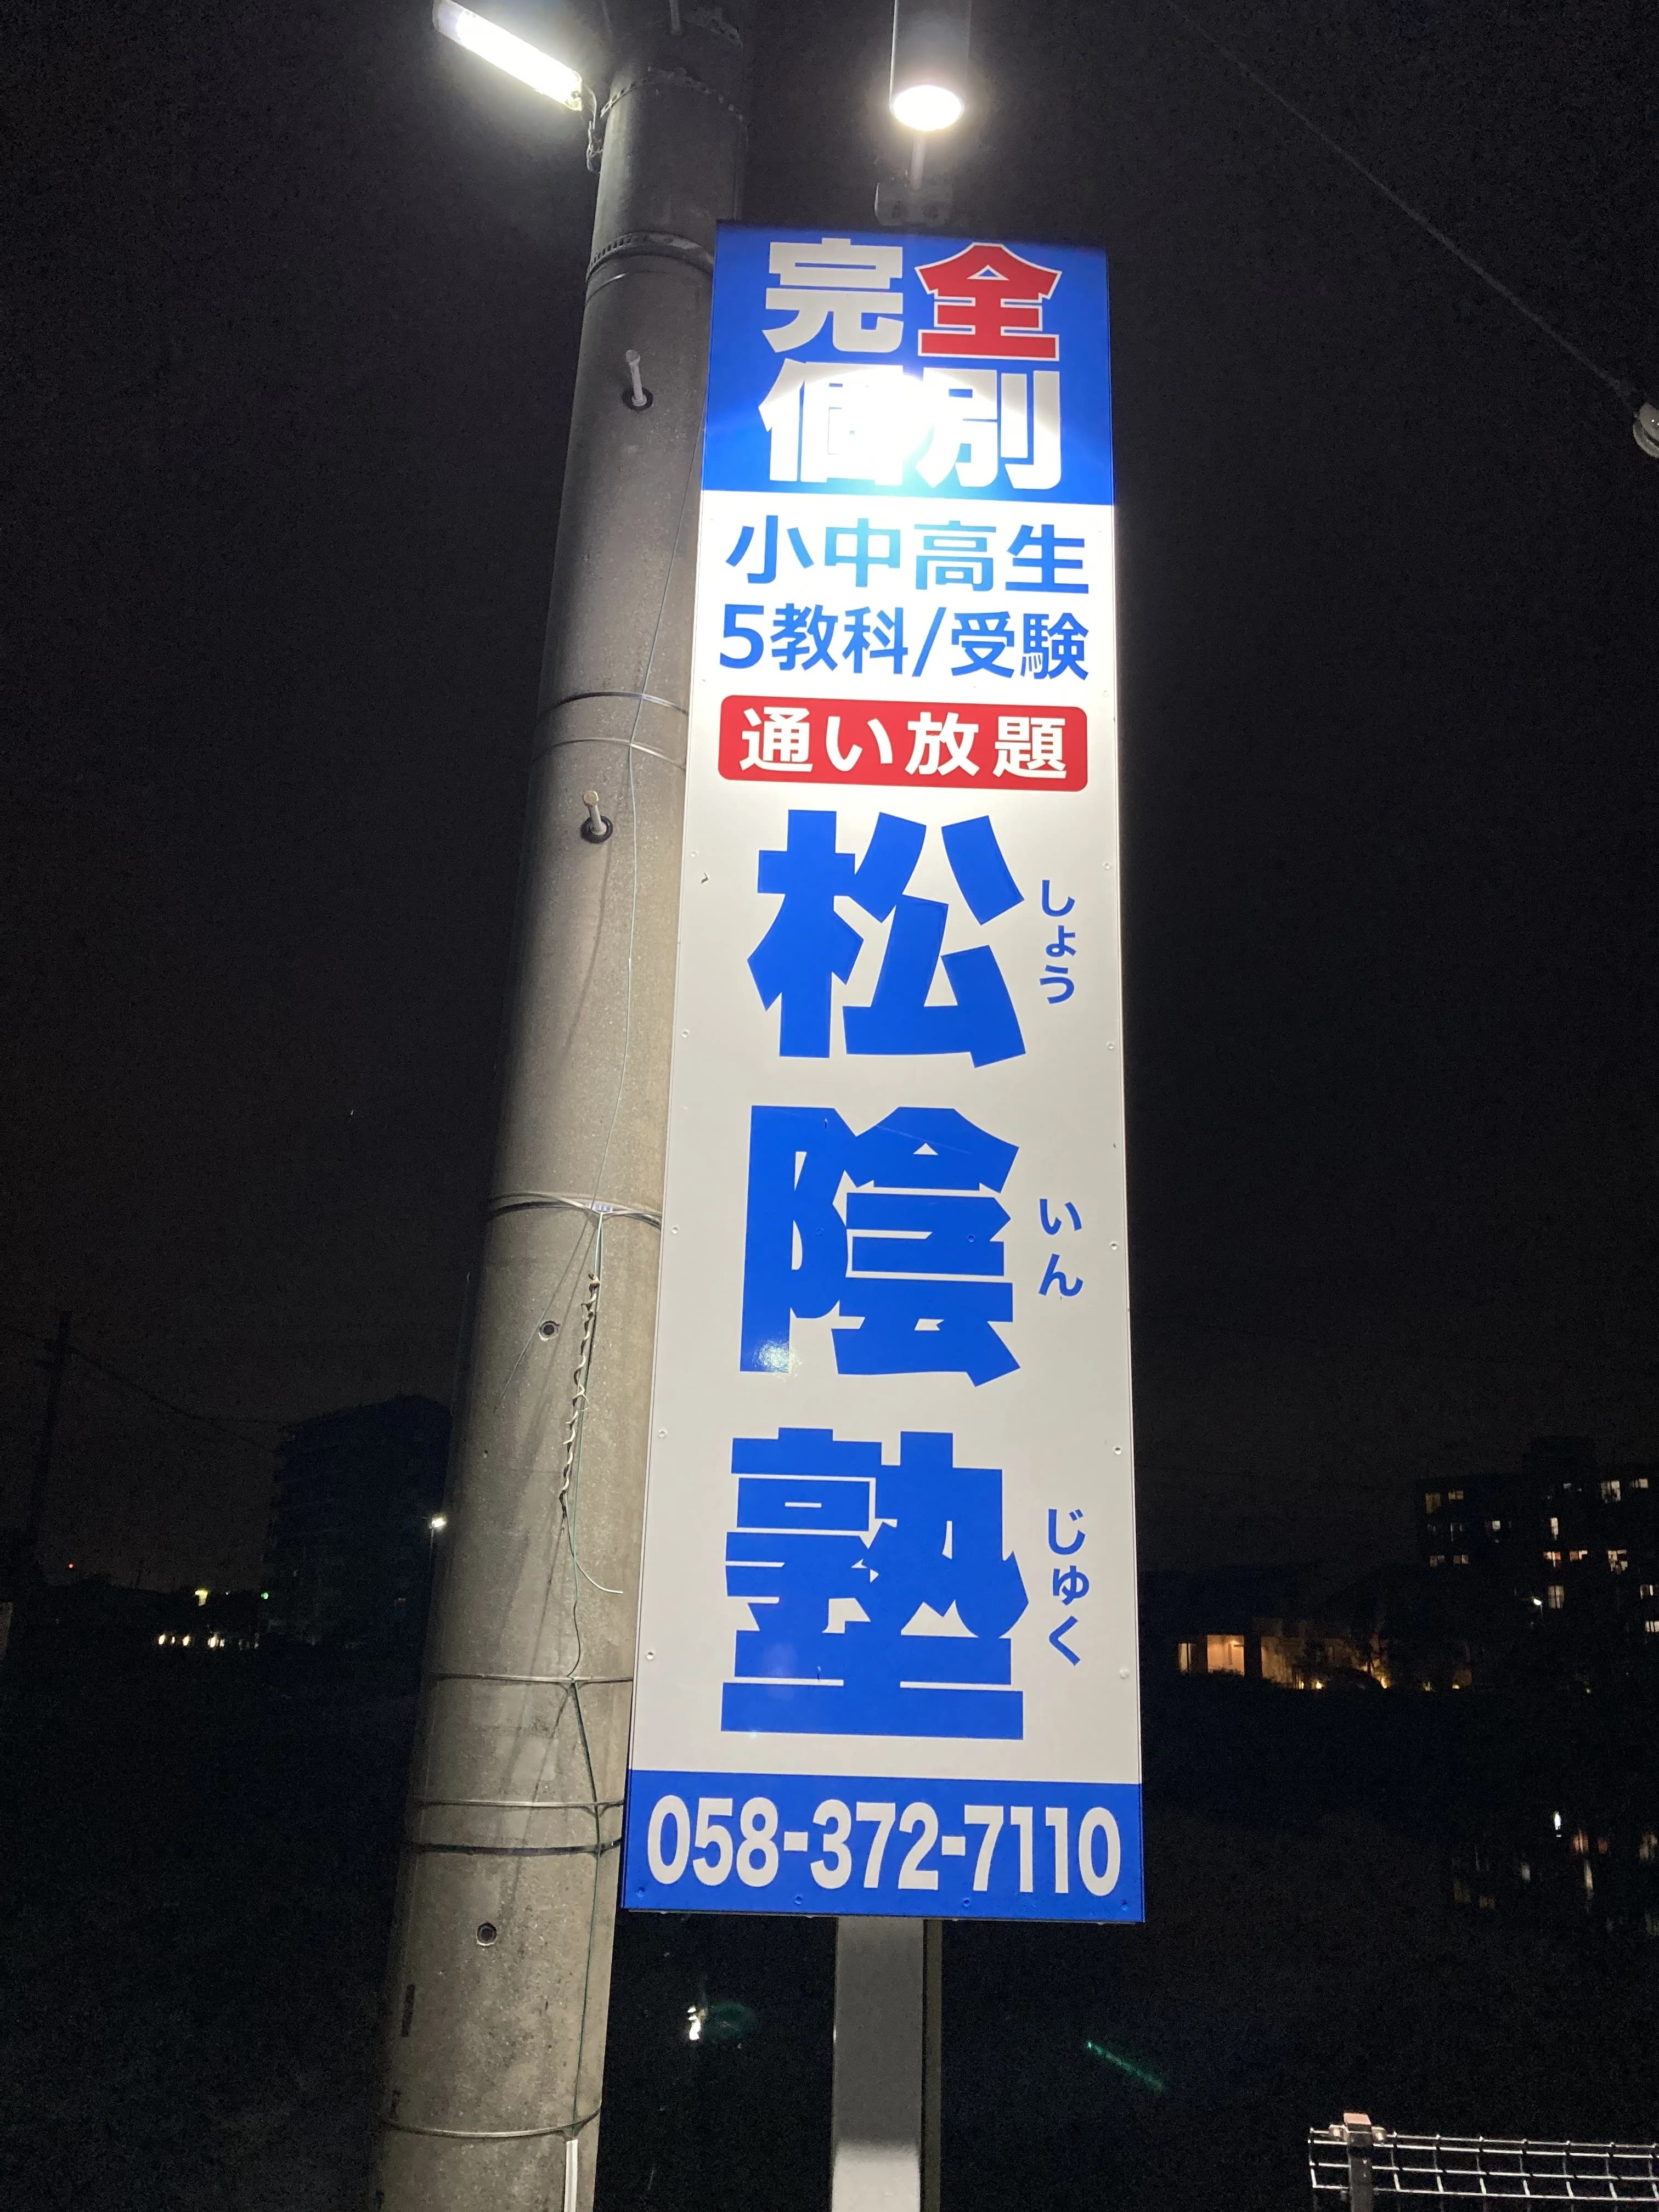 完全
個別
小中高生
5教科/受験
通い放題
松陰塾
しょういんじゅく
058-372-7110